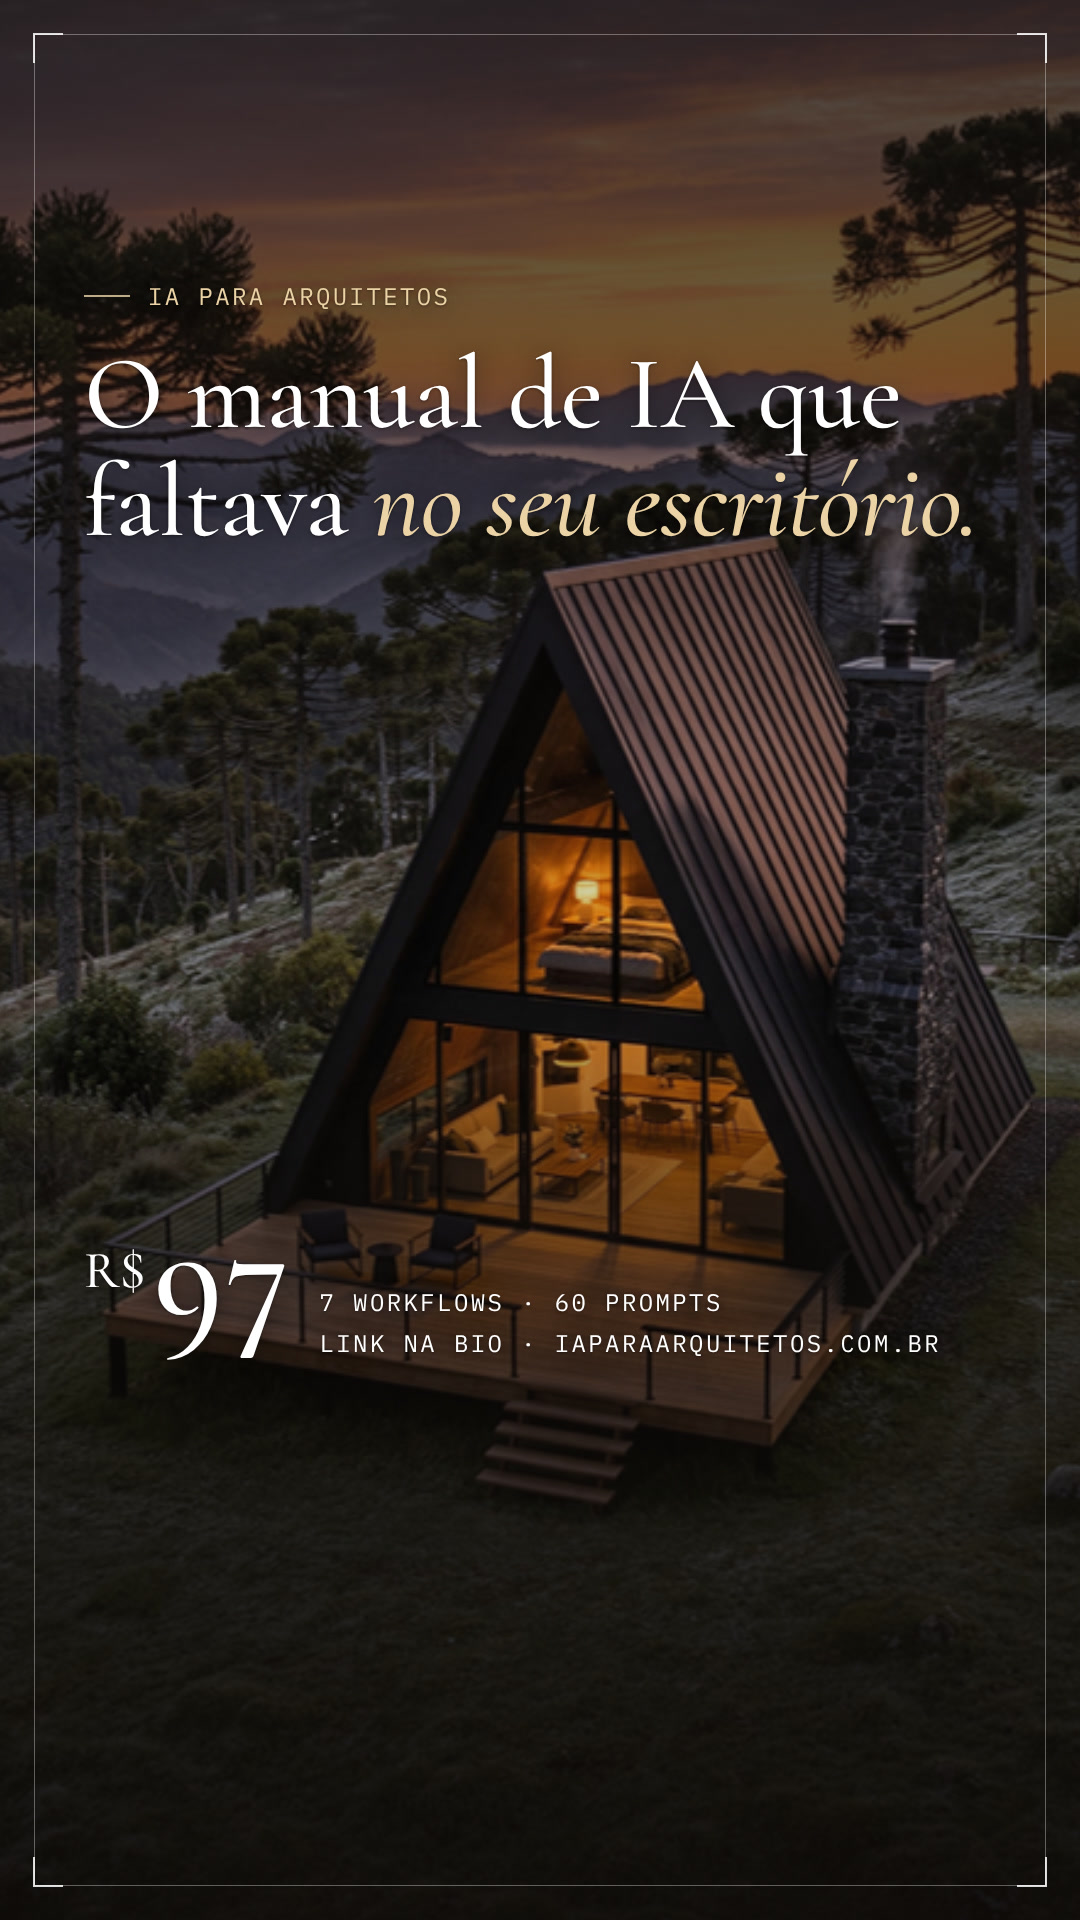 IA PARA ARQUITETOS
O manual de IA que
faltava no seu escritório.
R$ 97
7 WORKFLOWS · 60 PROMPTS
LINK NA BIO · IAPARAARQUITETOS.COM.BR